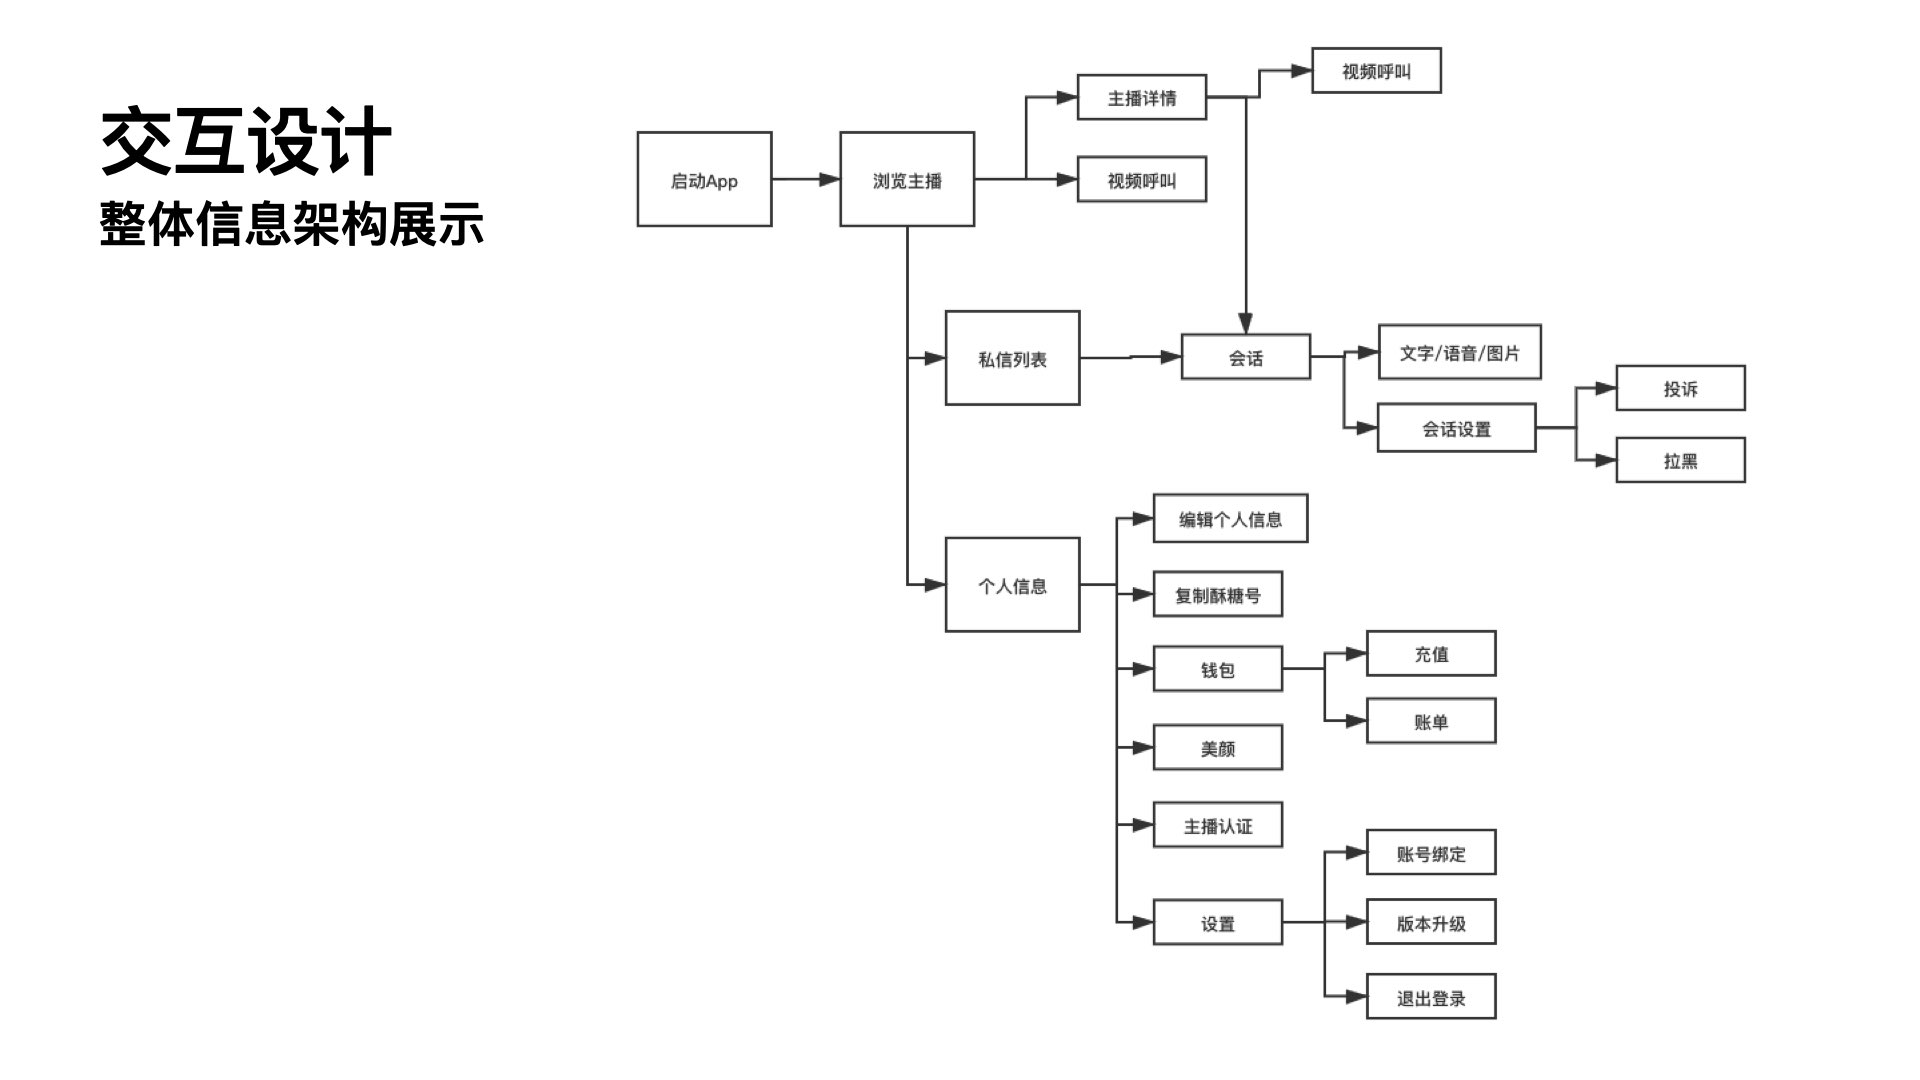 交互设计
整体信息架构展示
视频呼叫
主播详情
启动App
浏览主播
视频呼叫
私信列表
会话
文字/语音/图片
投诉
会话设置
拉黑
编辑个人信息
个人信息
复制酥糖号
充值
钱包
账单
美颜
主播认证
账号绑定
设置
版本升级
退出登录